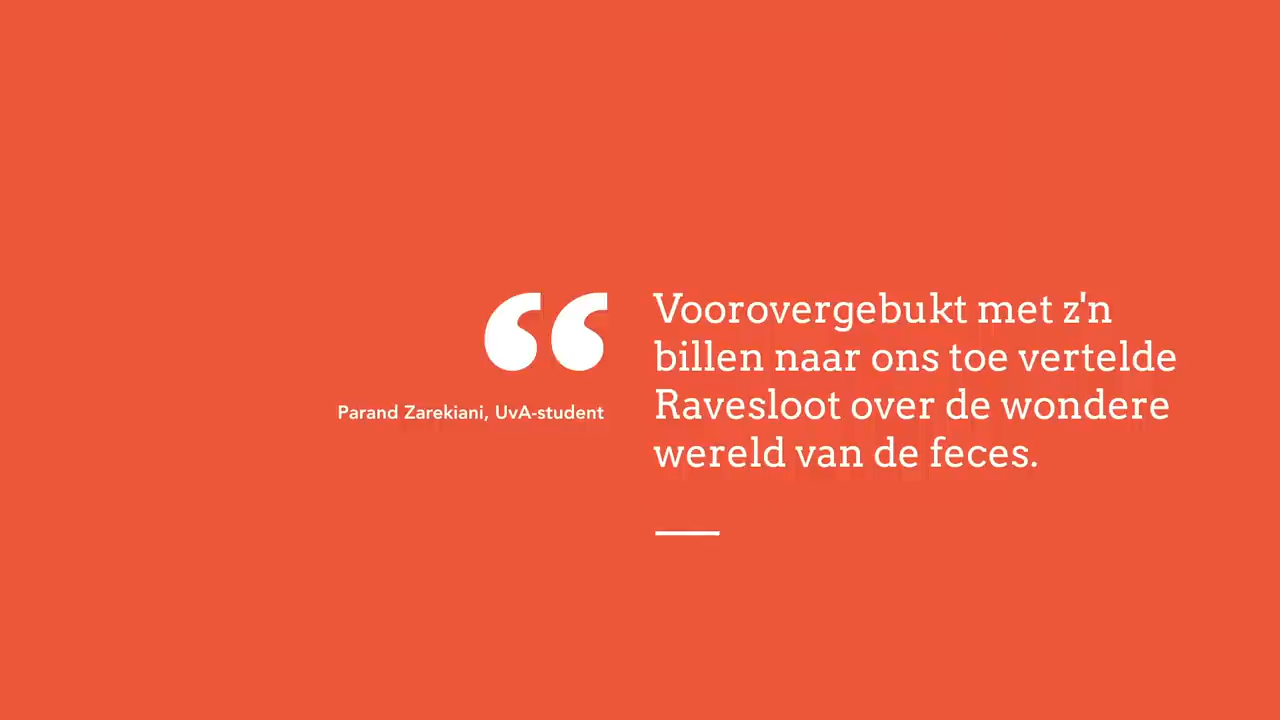 “
Parand Zarekiani, UvA-student
Voorovergebukt met z'n
billen naar ons toe vertelde
Ravesloot over de wondere
wereld van de feces.